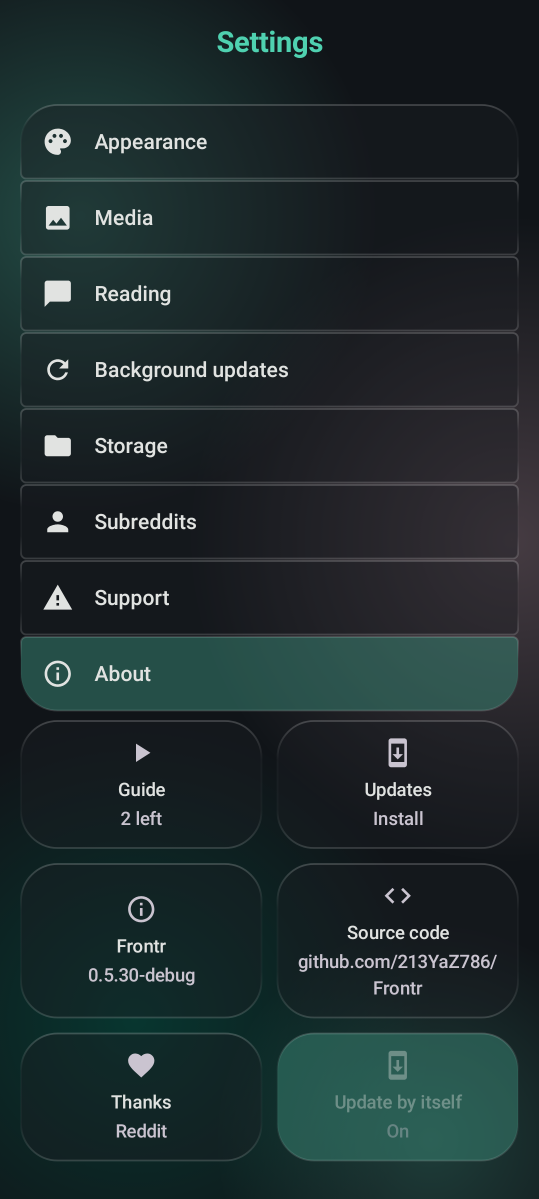 Settings
Appearance
Media
Reading
Background updates
Storage
Subreddits
Support
About
Guide
2 left
Updates
Install
Frontr
0.5.30-debug
Source code
github.com/213YaZ786/
Frontr
Thanks
Reddit
Update by itself
On